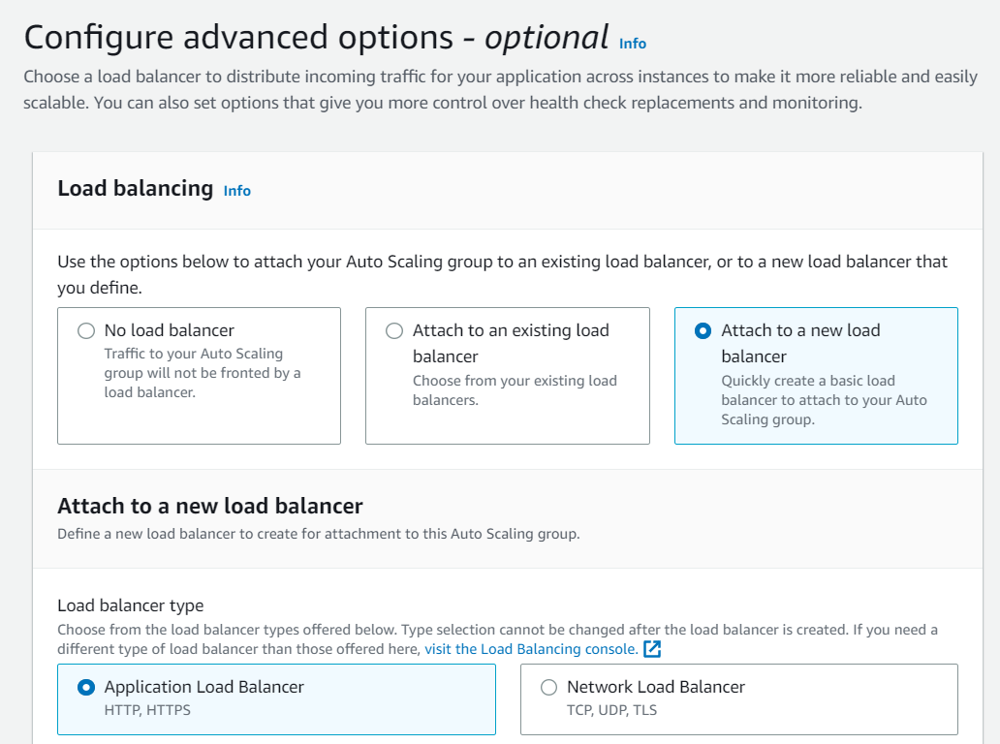 Configure advanced options - optional Info
Choose a load balancer to distribute incoming traffic for your application across instances to make it more reliable and easily
scalable. You can also set options that give you more control over health check replacements and monitoring.
Load balancing Info
Use the options below to attach your Auto Scaling group to an existing load balancer, or to a new load balancer that
you define.
No load balancer
Traffic to your Auto Scaling
group will not be fronted by a
load balancer.
Attach to an existing load
balancer
Choose from your existing load
balancers.
Attach to a new load
balancer
Quickly create a basic load
balancer to attach to your Auto
Scaling group.
Attach to a new load balancer
Define a new load balancer to create for attachment to this Auto Scaling group.
Load balancer type
Choose from the load balancer types offered below. Type selection cannot be changed after the load balancer is created. If you need a
different type of load balancer than those offered here, visit the Load Balancing console.
Application Load Balancer
HTTP, HTTPS
Network Load Balancer
TCP, UDP, TLS